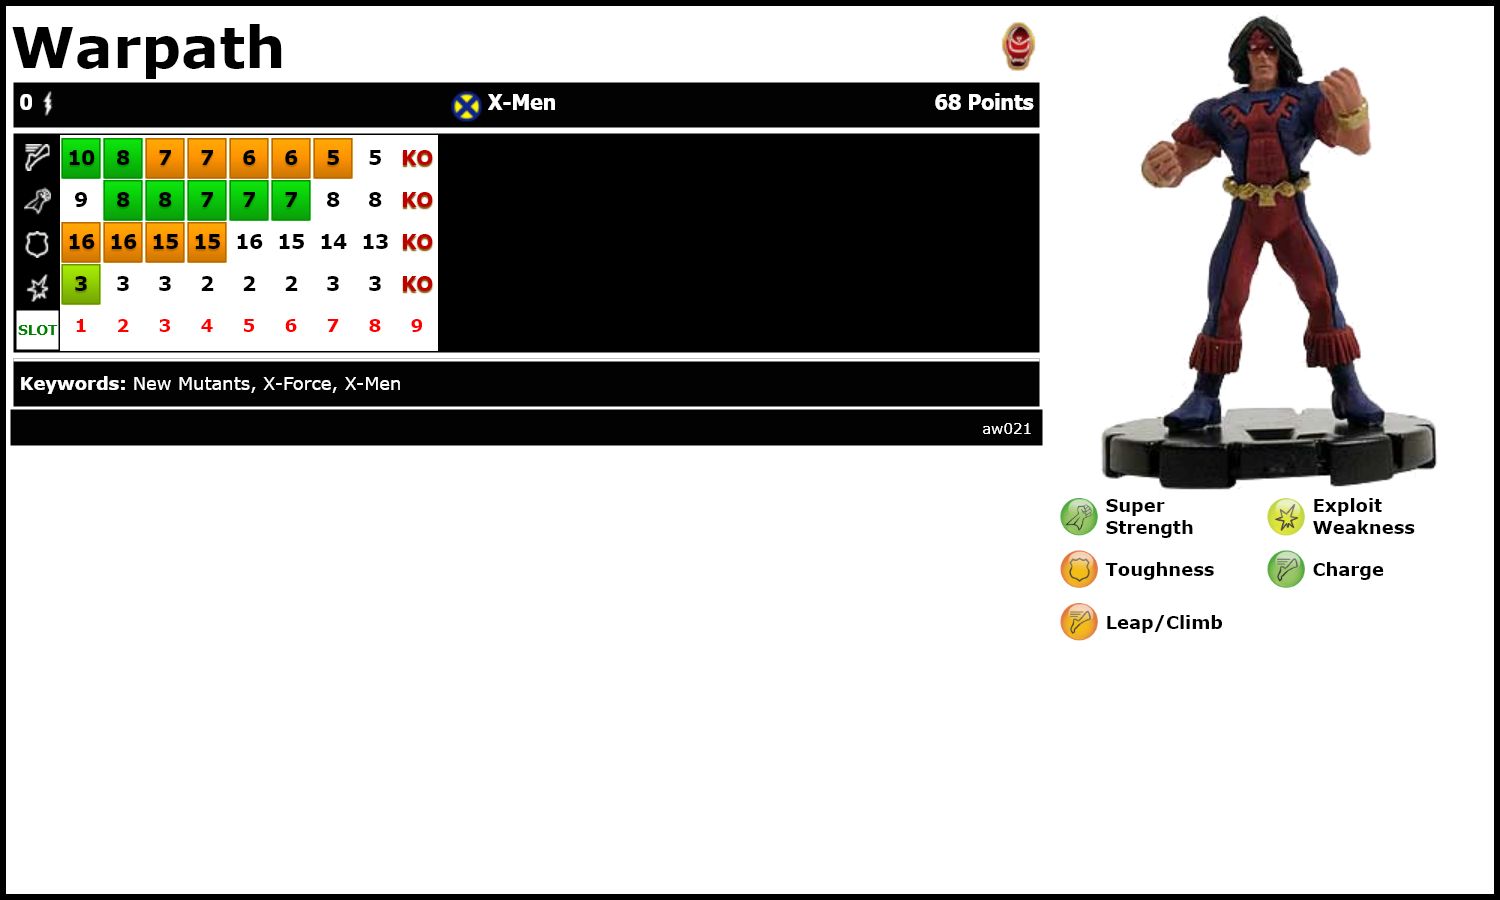 Warpath
0 X-Men 68 Points
10 8 7 7 6 6 5 5 KO
9 8 8 7 7 7 8 8 KO
16 16 15 15 16 15 14 13 KO
3 3 3 2 2 2 3 3 KO
SLOT 1 2 3 4 5 6 7 8 9
Keywords: New Mutants, X-Force, X-Men
aw021
Super Strength
Exploit Weakness
Toughness
Charge
Leap/Climb